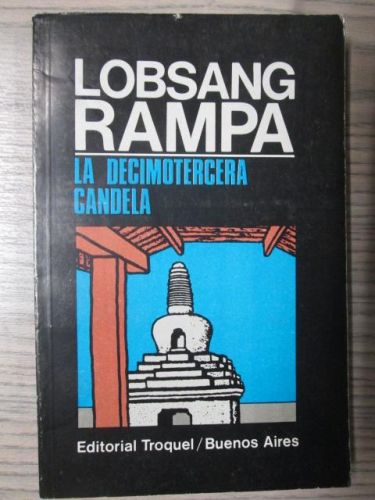 LOBSANG
RAMPA
LA DECIMOTERCERA
CANDELA
Editorial Troquel/Buenos Aires